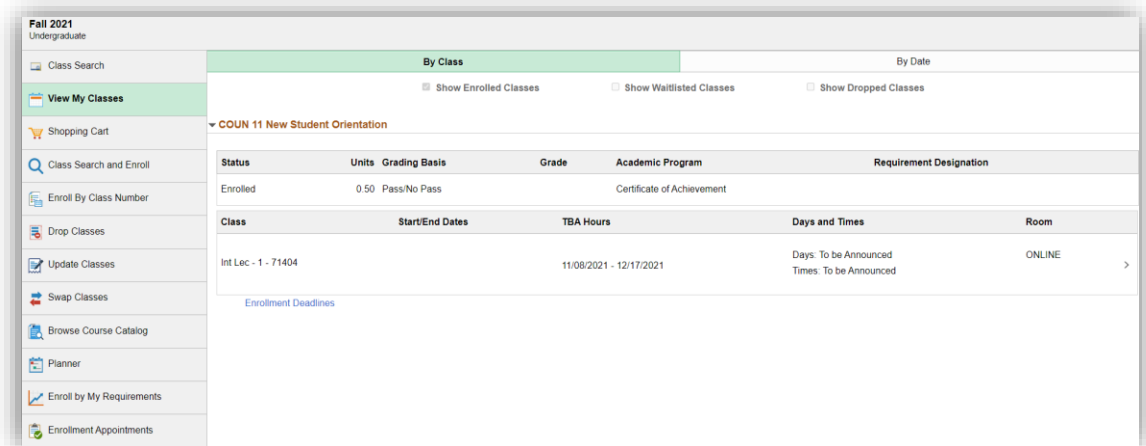 Fall 2021
Undergraduate
Class Search
View My Classes
Shopping Cart
Class Search and Enroll
Enroll By Class Number
Drop Classes
Update Classes
Swap Classes
Browse Course Catalog
Planner
Enroll by My Requirements
Enrollment Appointments
By Class By Date
Show Enrolled Classes Show Waitlisted Classes Show Dropped Classes
COUN 11 New Student Orientation
Status Units Grading Basis Grade Academic Program Requirement Designation
Enrolled 0.50 Pass/No Pass Certificate of Achievement
Class Start/End Dates TBA Hours Days and Times Room
Int Lec - 1 - 71404 11/08/2021 - 12/17/2021 Days: To be Announced ONLINE
Times: To be Announced
Enrollment Deadlines